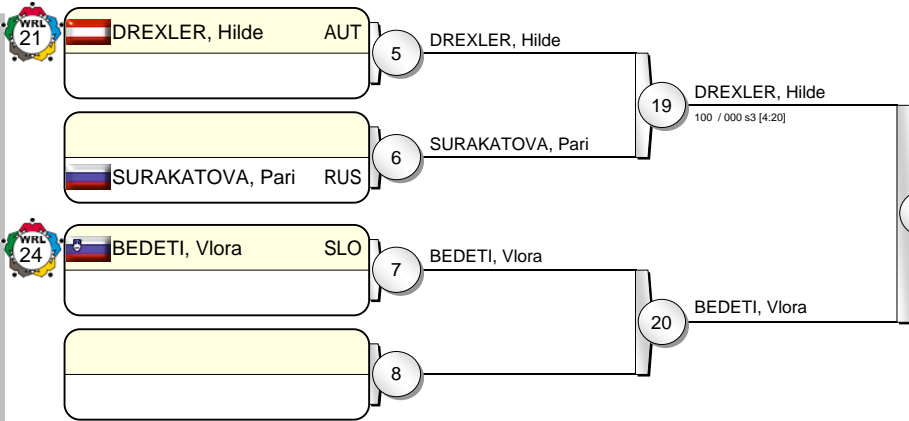 WRL
21
DREXLER, Hilde AUT
5
DREXLER, Hilde
19
DREXLER, Hilde
100 / 000 s3 [4:20]
6
SURAKATOVA, Pari
SURAKATOVA, Pari RUS
WRL
24
BEDETI, Vlora SLO
7
BEDETI, Vlora
20
BEDETI, Vlora
8